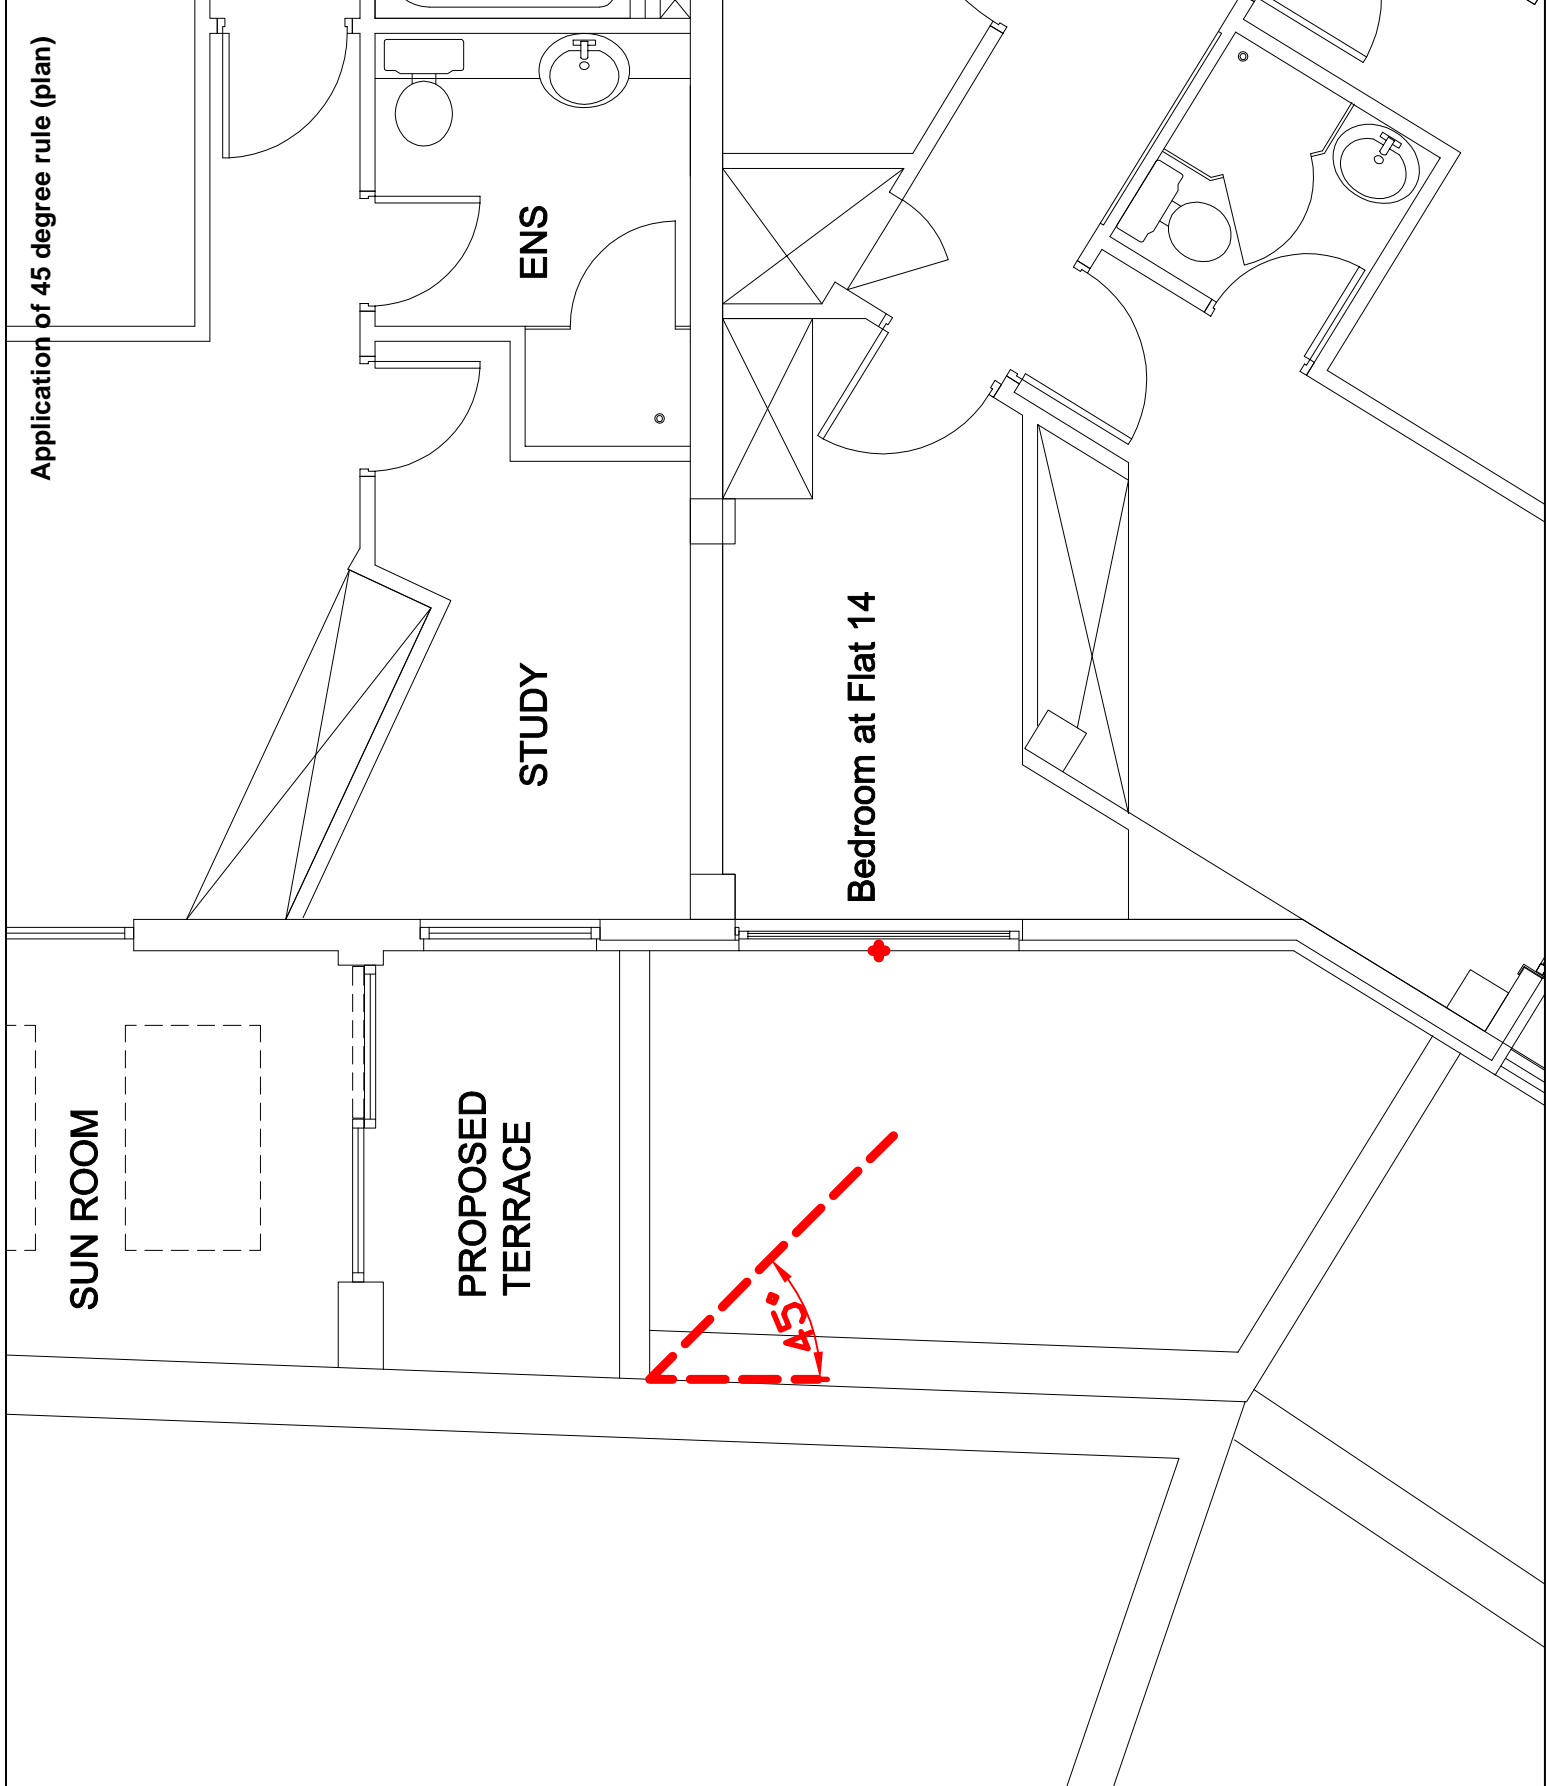 Application of 45 degree rule (plan)
ENS
STUDY
Bedroom at Flat 14
SUN ROOM
PROPOSED
TERRACE
45°